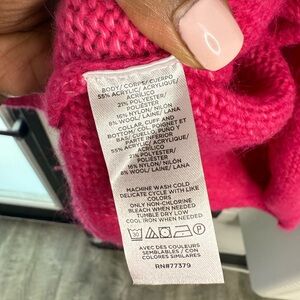 BODY/ CORPS/ CUERPO
55% ACRYLIC/ ACRYLIQUE/
ACRILICO
21% POLYESTER/
POLIÉSTER
16% NYLON/ NILÓN
8% WOOL/ LAINE/ LANA
COLLAR, CUFF AND
BOTTOM/ COL, POIGNET ET
BAS/ CUELLO, PUNO Y
PARTE INFERIOR
55% ACRYLIC/ ACRYLIQUE/
ACRILICO
21% POLYESTER/
POLIÉSTER
16% NYLON/ NILÓN
8% WOOL/ LAINE/ LANA
MACHINE WASH COLD
DELICATE CYCLE WITH LIKE
COLORS
ONLY NON-CHLORINE
BLEACH WHEN NEEDED
TUMBLE DRY LOW
COOL IRON WHEN NEEDED
AVEC DES COULEURS
SEMBLABLES / CON
COLORES SIMILARES
RN#77379